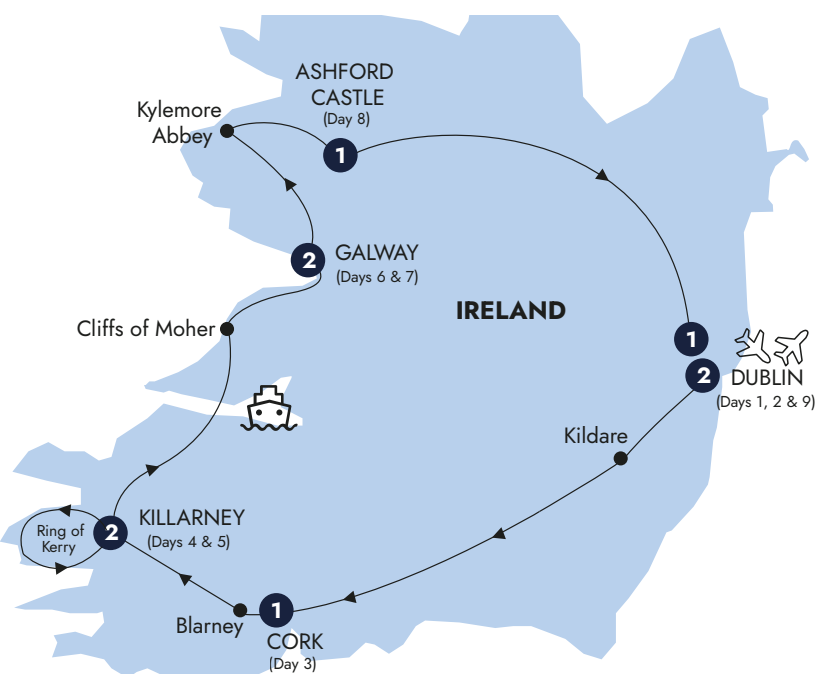 ASHFORD
CASTLE
(Day 8)
Kylemore
Abbey
1
2
GALWAY
(Days 6 & 7)
IRELAND
Cliffs of Moher
1
2
DUBLIN
(Days 1, 2 & 9)
Kildare
KILLARNEY
2
(Days 4 & 5)
Ring of
Kerry
1
Blarney
CORK
(Day 3)